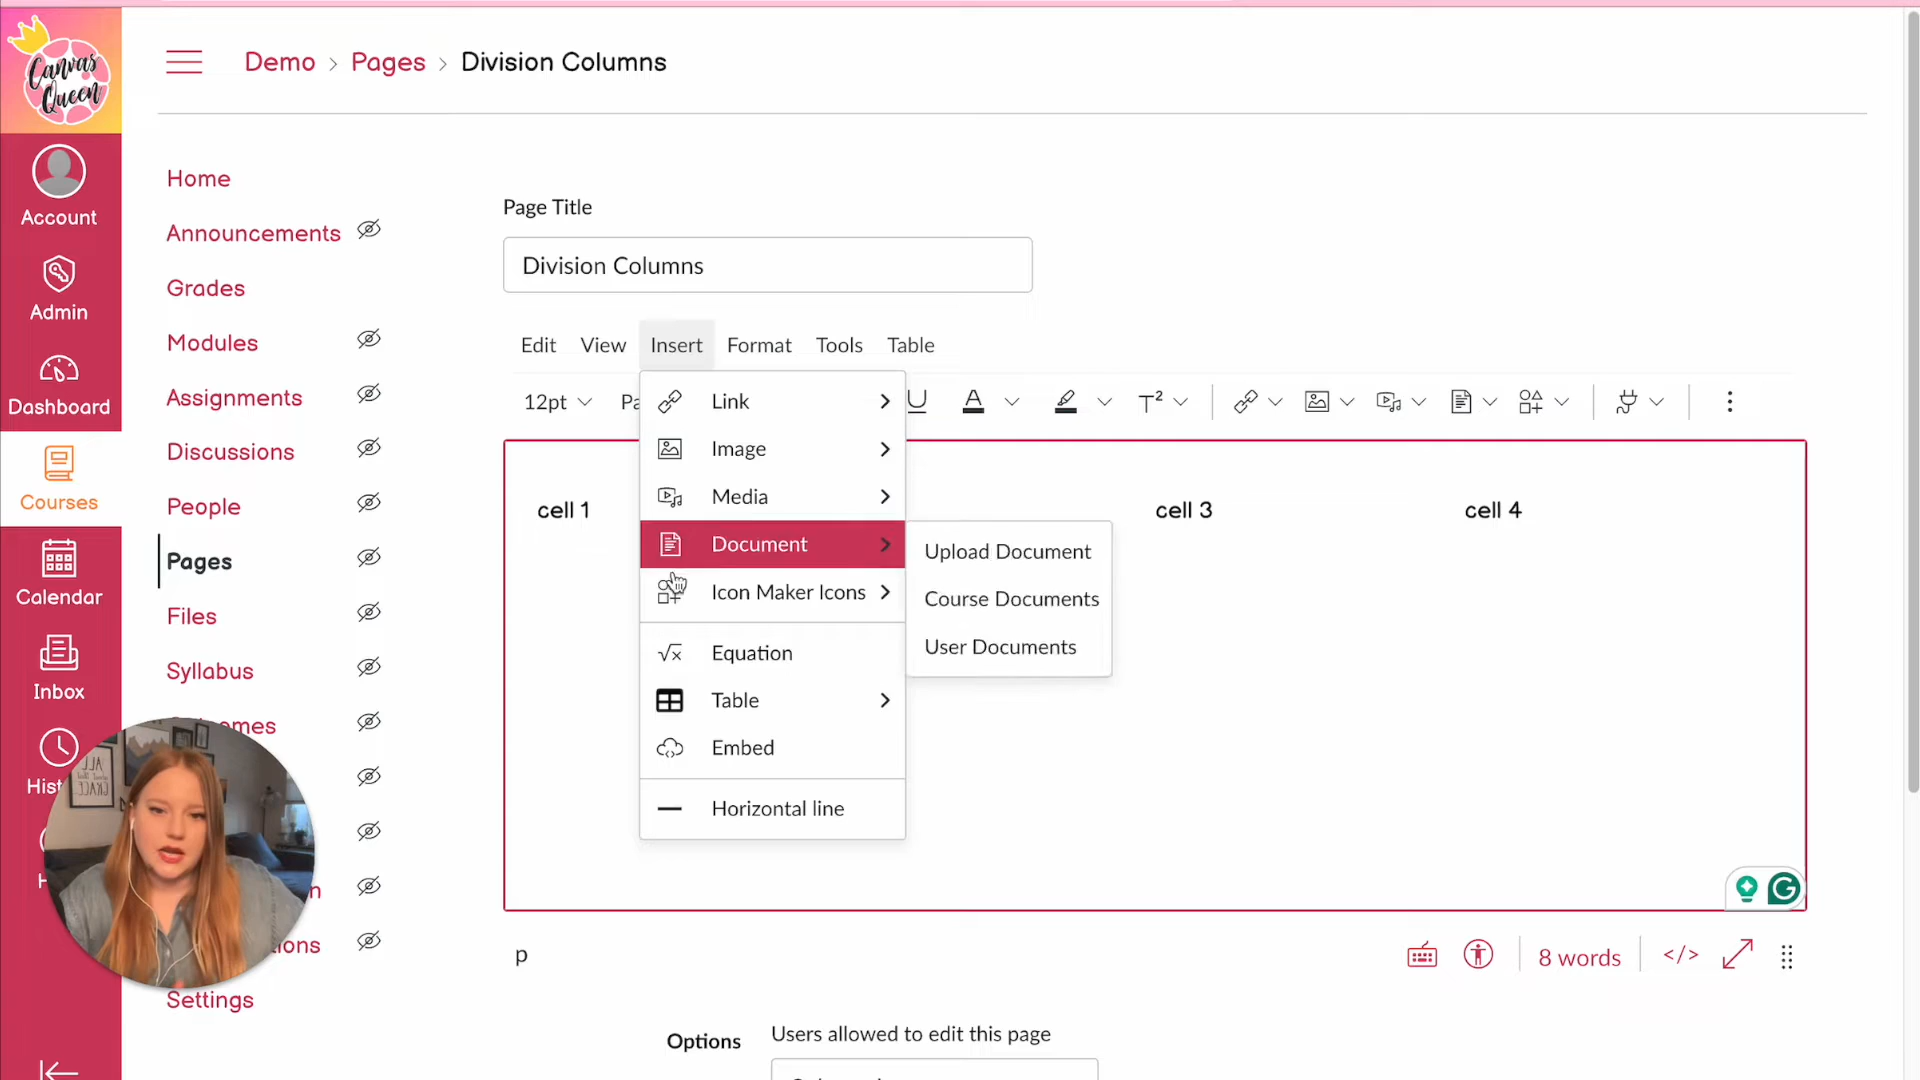 Canvas
Queen
Demo > Pages > Division Columns
Account
Admin
Dashboard
Courses
Calendar
Inbox
Home
Announcements
Grades
Modules
Assignments
Discussions
People
Pages
Files
Syllabus
Settings
Page Title
Division Columns
Edit View Insert Format Tools Table
12pt
Link
Image
Media
Document
Icon Maker Icons
Equation
Table
Embed
Horizontal line
Upload Document
Course Documents
User Documents
cell 1
cell 3
cell 4
p
8 words
</>
Options
Users allowed to edit this page